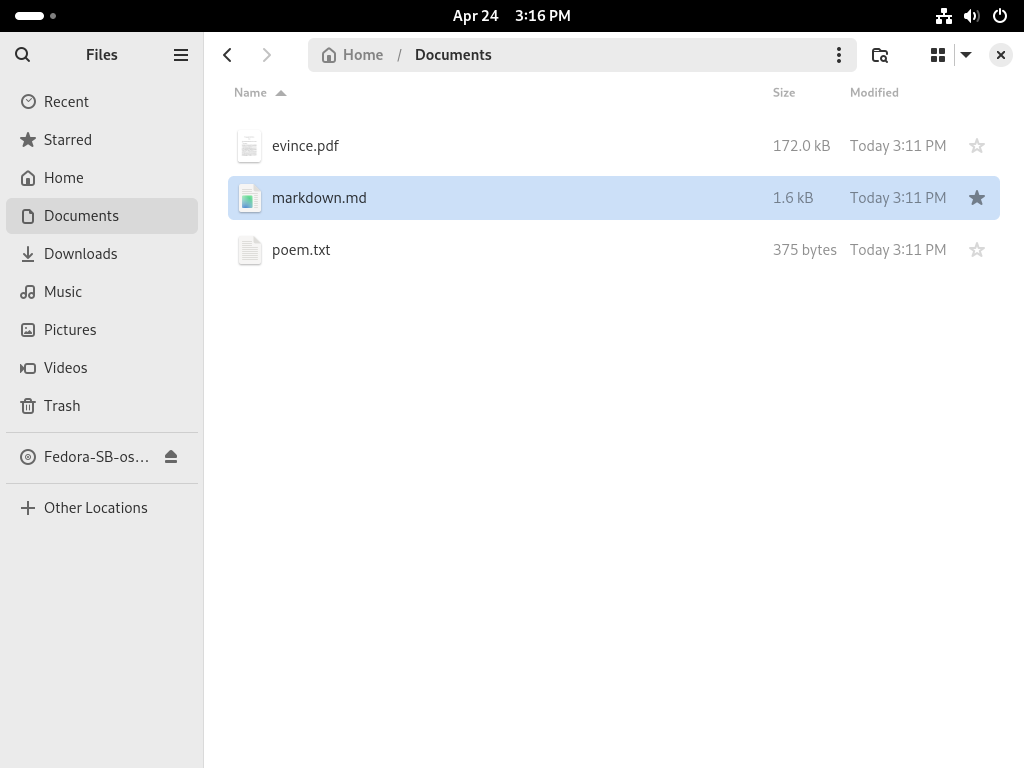 Apr 24 3:16 PM
Files
Home / Documents
Recent
Starred
Home
Documents
Downloads
Music
Pictures
Videos
Trash
Fedora-SB-os…
Other Locations
Name Size Modified
evince.pdf 172.0 kB Today 3:11 PM
markdown.md 1.6 kB Today 3:11 PM
poem.txt 375 bytes Today 3:11 PM